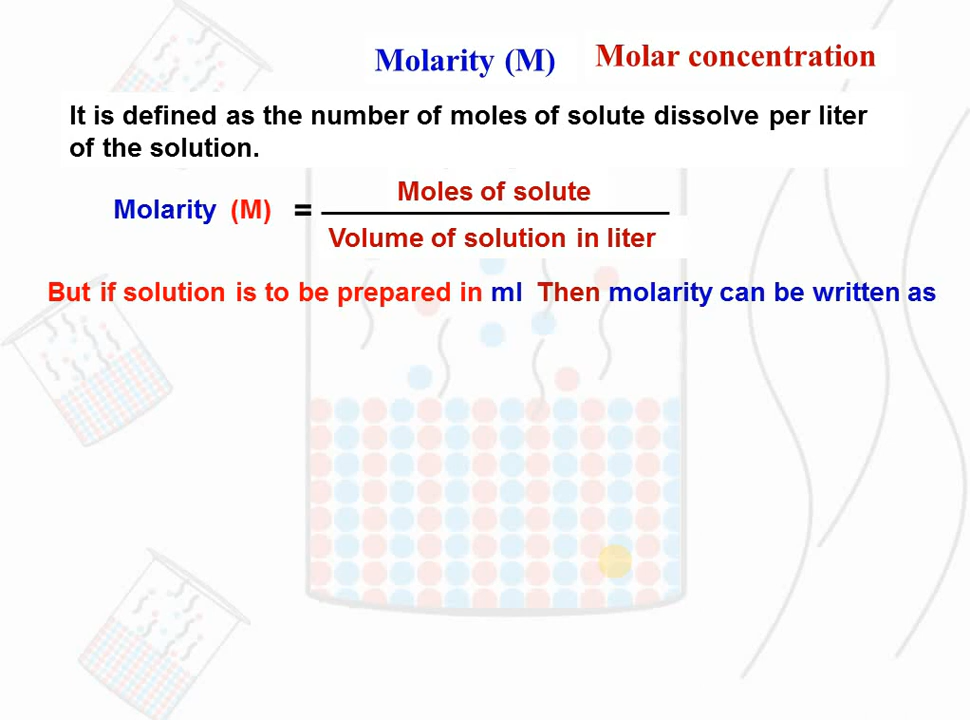 Molarity (M) Molar concentration
It is defined as the number of moles of solute dissolve per liter
of the solution.
Moles of solute
Molarity (M) =
Volume of solution in liter
But if solution is to be prepared in ml Then molarity can be written as